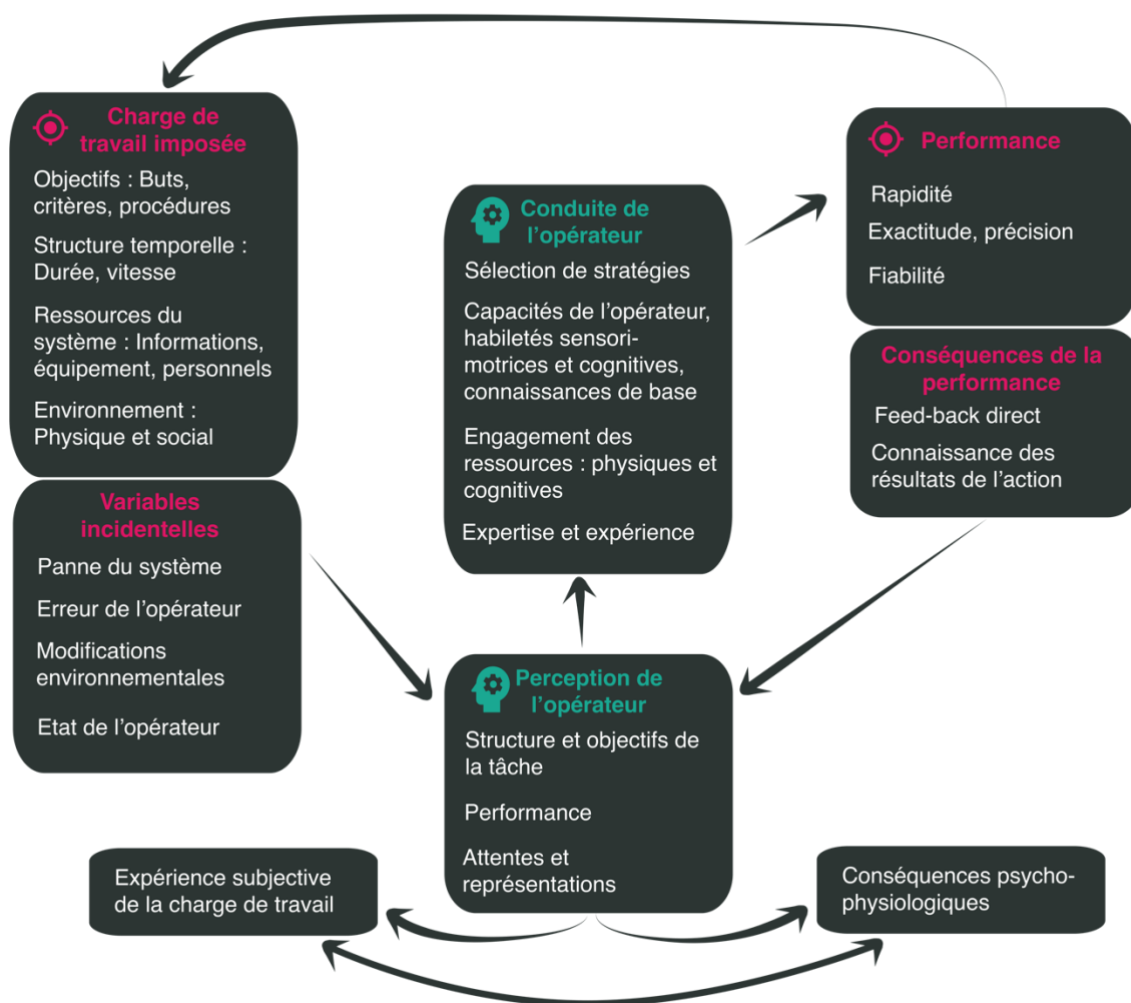 Charge de
travail imposée
Objectifs : Buts,
critères, procédures
Structure temporelle :
Durée, vitesse
Ressources du
système : Informations,
équipement, personnels
Environnement :
Physique et social
Variables
incidentelles
Panne du système
Erreur de l’opérateur
Modifications
environnementales
Etat de l’opérateur
Conduite de
l’opérateur
Sélection de stratégies
Capacités de l’opérateur,
habiletés sensori-
motrices et cognitives,
connaissances de base
Engagement des
ressources : physiques et
cognitives
Expertise et expérience
Performance
Rapidité
Exactitude, précision
Fiabilité
Conséquences de la
performance
Feed-back direct
Connaissance des
résultats de l’action
Perception de
l’opérateur
Structure et objectifs de
la tâche
Performance
Attentes et
représentations
Expérience subjective
de la charge de travail
Conséquences psycho-
physiologiques